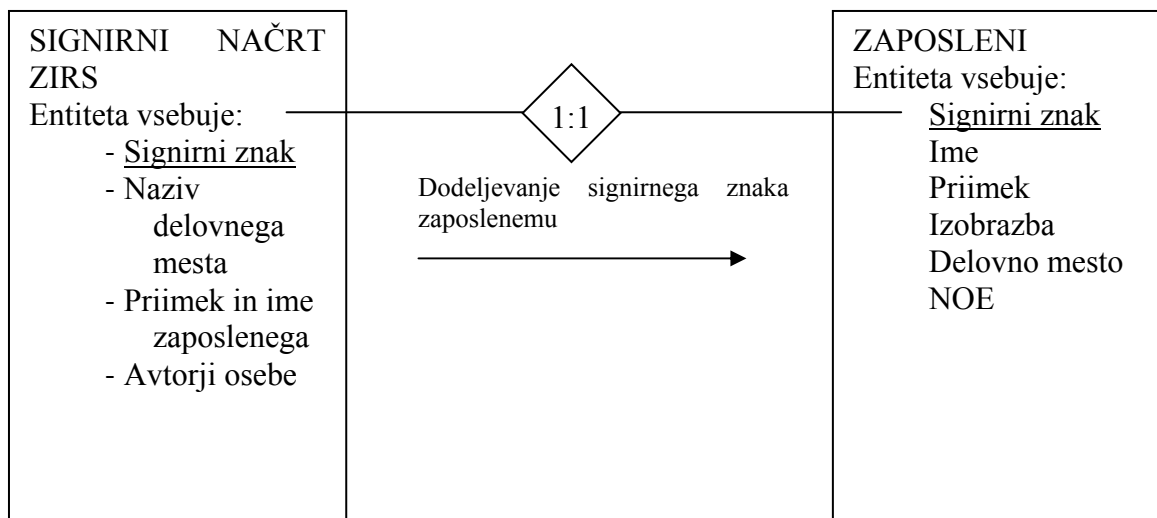 SIGNIRNI NAČRT
ZIRS
Entiteta vsebuje:
- Signirni znak
- Naziv
delovnega
mesta
- Priimek in ime
zaposlenega
- Avtorji osebe
1:1
Dodeljevanje signirnega znaka
zaposlenemu
ZAPOSLENI
Entiteta vsebuje:
Signirni znak
Ime
Priimek
Izobrazba
Delovno mesto
NOE